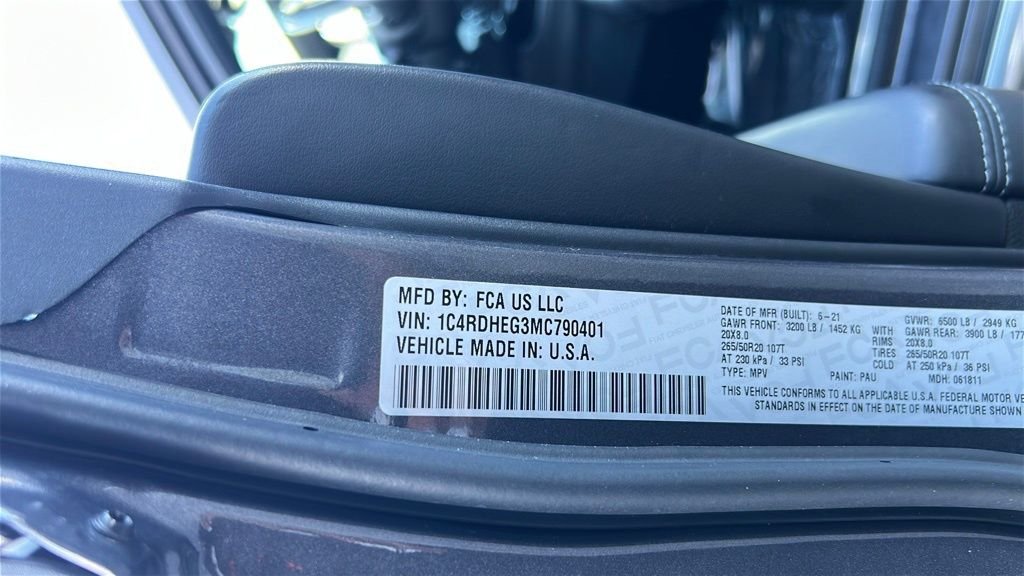 MFD BY: FCA US LLC
VIN: 1C4RDHEG3MC790401
VEHICLE MADE IN: U.S.A.
DATE OF MFR (BUILT): 6-21 GVWR: 6500 LB / 2949 KG
GAWR FRONT: 3200 LB / 1452 KG WITH GAWR REAR: 3900 LB / 177
20X8.0 RIMS 20X8.0
265/50R20 107T TIRES 265/50R20 107T
AT 230 kPa / 33 PSI COLD AT 250 kPa / 36 PSI
TYPE: MPV PAINT: PAU MDH: 061811
THIS VEHICLE CONFORMS TO ALL APPLICABLE U.S.A. FEDERAL MOTOR VE
STANDARDS IN EFFECT ON THE DATE OF MANUFACTURE SHOWN